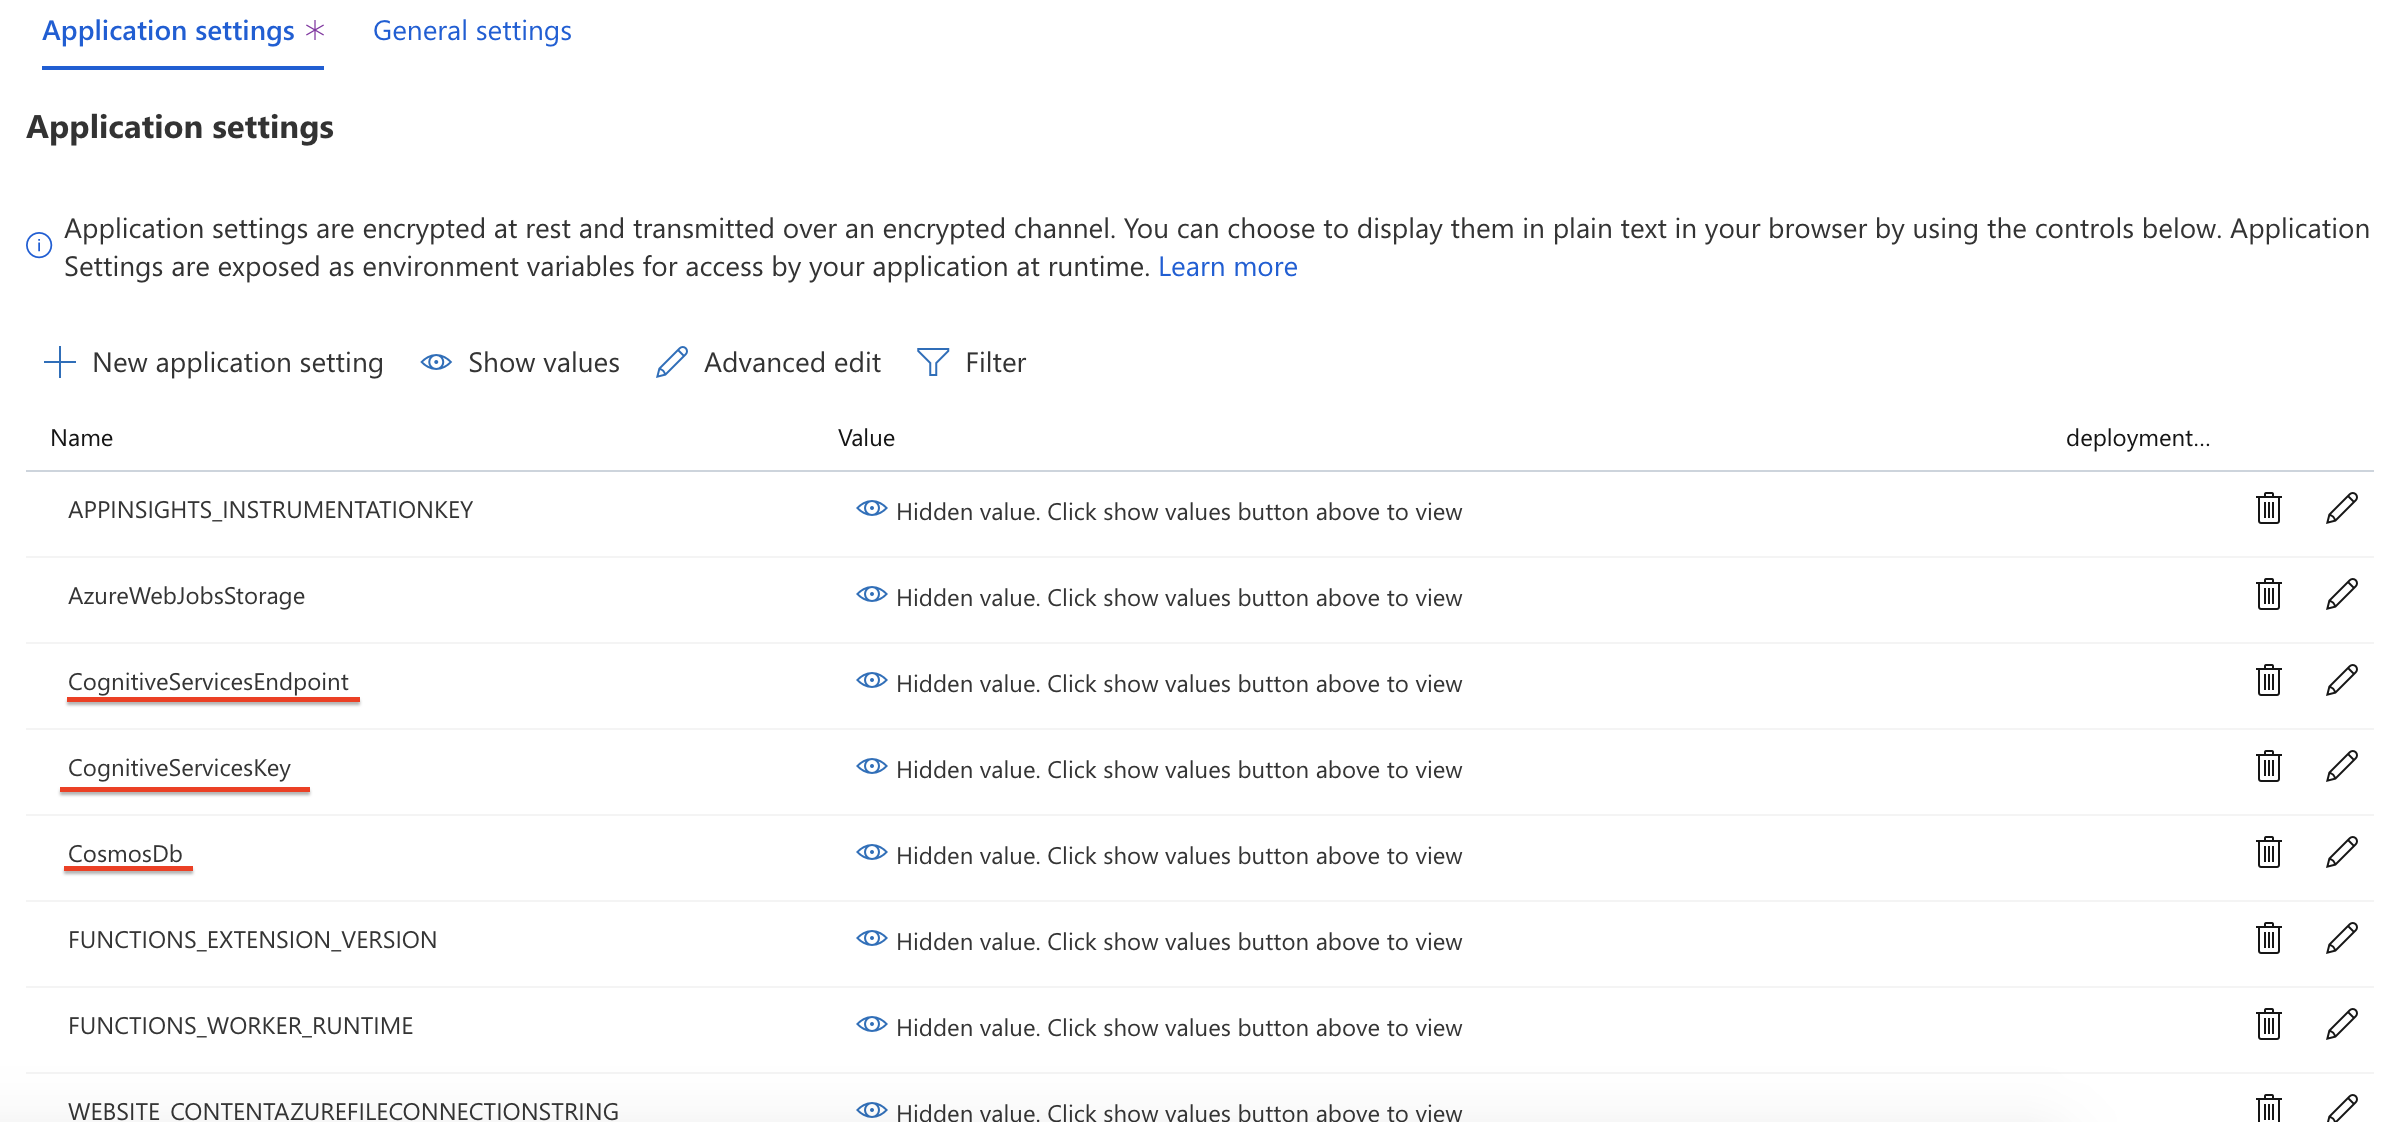 Application settings * General settings
Application settings
Application settings are encrypted at rest and transmitted over an encrypted channel. You can choose to display them in plain text in your browser by using the controls below. Application
Settings are exposed as environment variables for access by your application at runtime. Learn more
New application setting Show values Advanced edit Filter
Name Value deployment...
APPINSIGHTS_INSTRUMENTATIONKEY Hidden value. Click show values button above to view
AzureWebJobsStorage Hidden value. Click show values button above to view
CognitiveServicesEndpoint Hidden value. Click show values button above to view
CognitiveServicesKey Hidden value. Click show values button above to view
CosmosDb Hidden value. Click show values button above to view
FUNCTIONS_EXTENSION_VERSION Hidden value. Click show values button above to view
FUNCTIONS_WORKER_RUNTIME Hidden value. Click show values button above to view
WEBSITE_CONTENTAZUREFILECONNECTIONSTRING Hidden value. Click show values button above to view